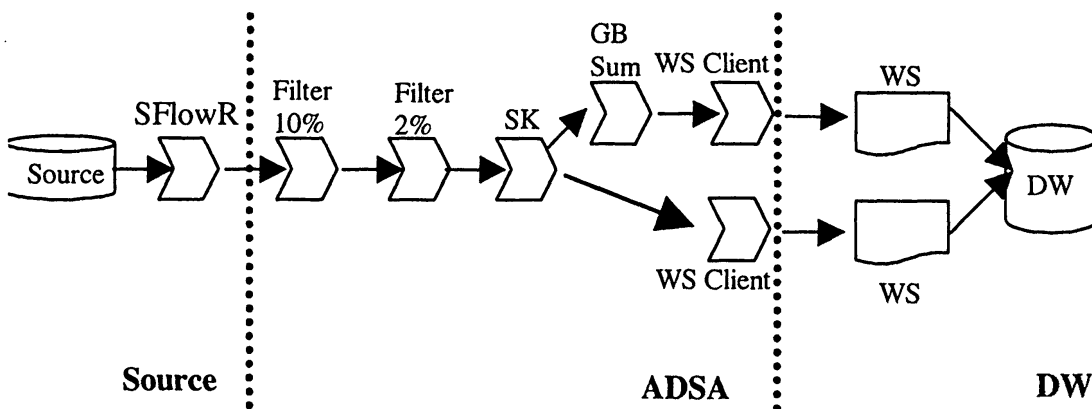 GB
Sum
WS Client
WS
Filter
10%
Filter
2%
SFlowR
SK
Source
DW
WS Client
WS
Source
ADSA
DW